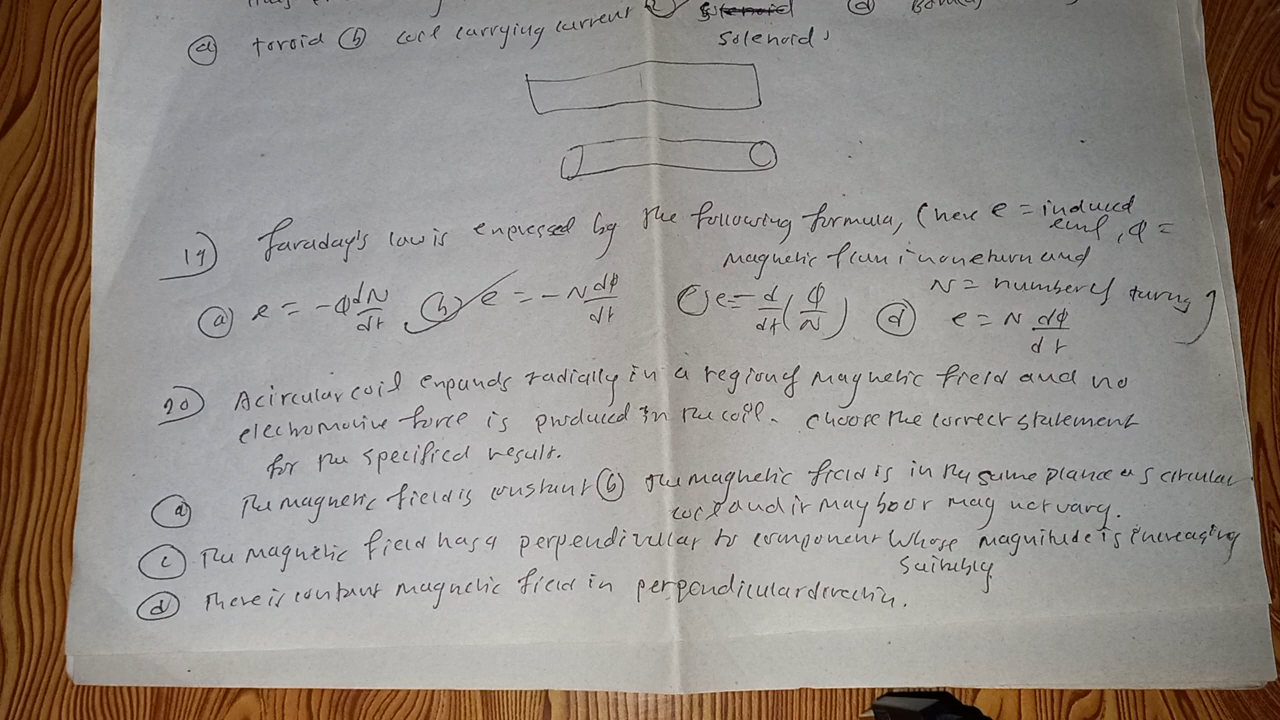 ⓐ toroid ⓑ coil carrying current
solenoid ⓓ
Solenoid,
19) Faraday's law is enpressed by the following formula, (here e = induced
emf, φ =
magnetic flun in one turn and
N = number of turns)
ⓐ e = -φ dN/dt ⓑ e = -N dφ/dt ⓒ e = - d/dt (φ/N) ⓓ e = N dφ/dt
20) A circular coil enpands radially in a region of magnetic field and no
electromotive force is produced in the coil. choose the correct statement
for the specified result.
ⓐ The magnetic field is constant ⓑ The magnetic field is in the same plane as circular
coil and it may be or may not vary.
ⓒ The magnetic field has a perpendicular to component whose magnitude is increasing
suitably
ⓓ There is constant magnetic field in perpendicular direction.